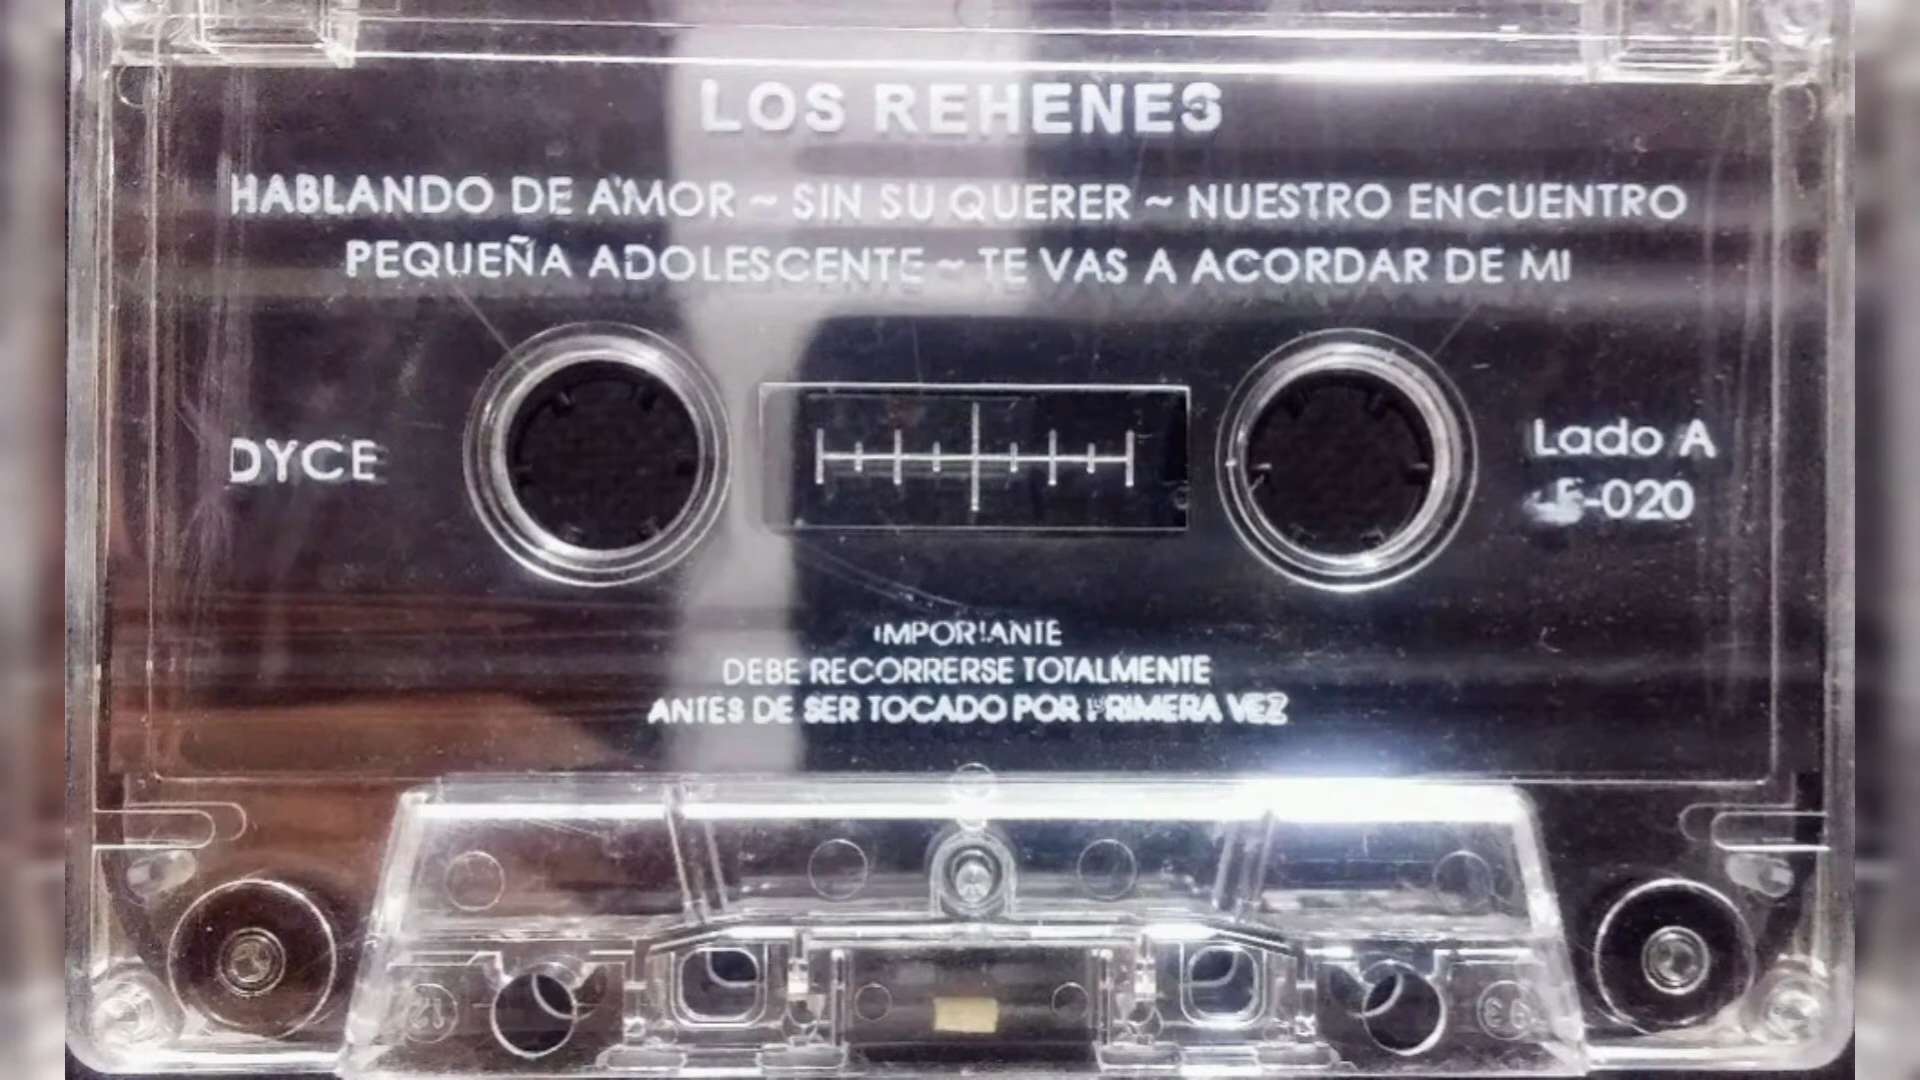 LOS REHENES
HABLANDO DE AMOR ~ SIN SU QUERER ~ NUESTRO ENCUENTRO
PEQUEÑA ADOLESCENTE ~ TE VAS A ACORDAR DE MI
DYCE
Lado A
-020
IMPORTANTE
DEBE RECORRERSE TOTALMENTE
ANTES DE SER TOCADO POR PRIMERA VEZ